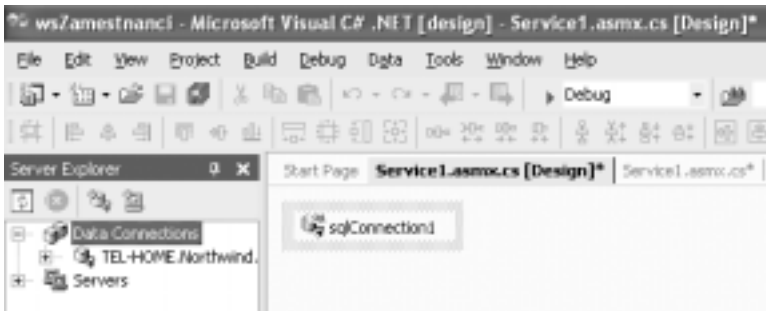 wsZamestnanci - Microsoft Visual C# .NET [design] - Service1.asmx.cs [Design]*
File Edit View Project Build Debug Data Tools Window Help
Debug
Server Explorer
Start Page Service1.asmx.cs [Design]* Service1.asmx.cs*
Data Connections
TEL-HOME.Northwind.
Servers
sqlConnection1